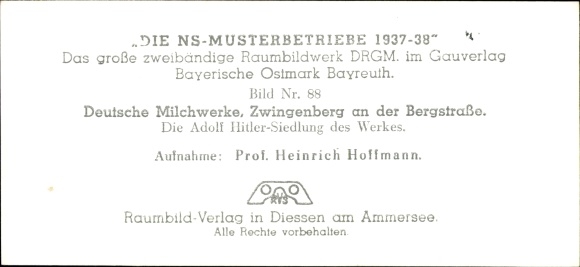 „DIE NS-MUSTERBETRIEBE 1937-38“
Das große zweibändige Raumbildwerk DRGM. im Gauverlag
Bayerische Ostmark Bayreuth.
Bild Nr. 88
Deutsche Milchwerke, Zwingenberg an der Bergstraße.
Die Adolf Hitler-Siedlung des Werkes.
Aufnahme: Prof. Heinrich Hoffmann.
RVS
Raumbild-Verlag in Diessen am Ammersee.
Alle Rechte vorbehalten.